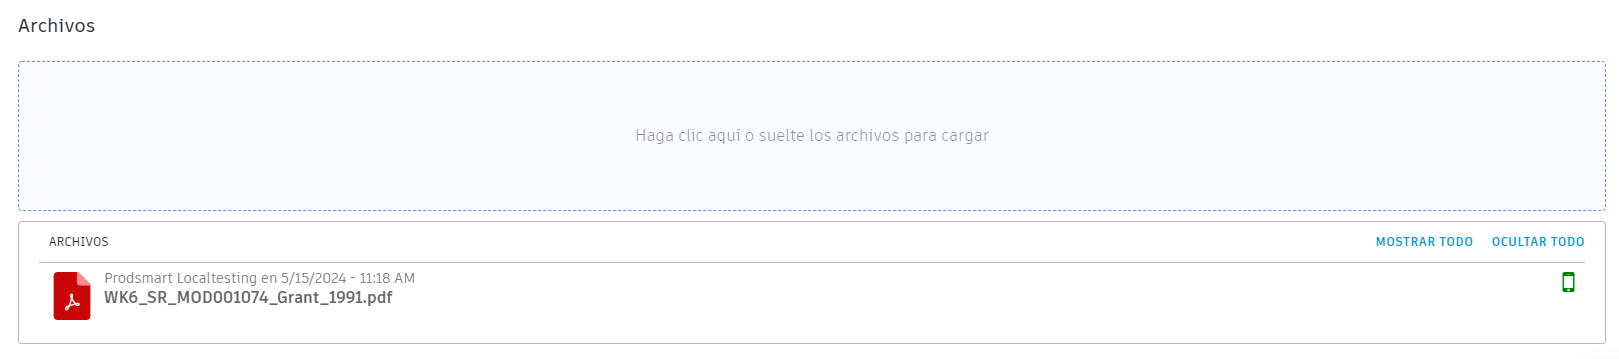 Archivos
Haga clic aquí o suelte los archivos para cargar
ARCHIVOS
MOSTRAR TODO OCULTAR TODO
Prodsmart Localtesting en 5/15/2024 - 11:18 AM
WK6_SR_MOD001074_Grant_1991.pdf